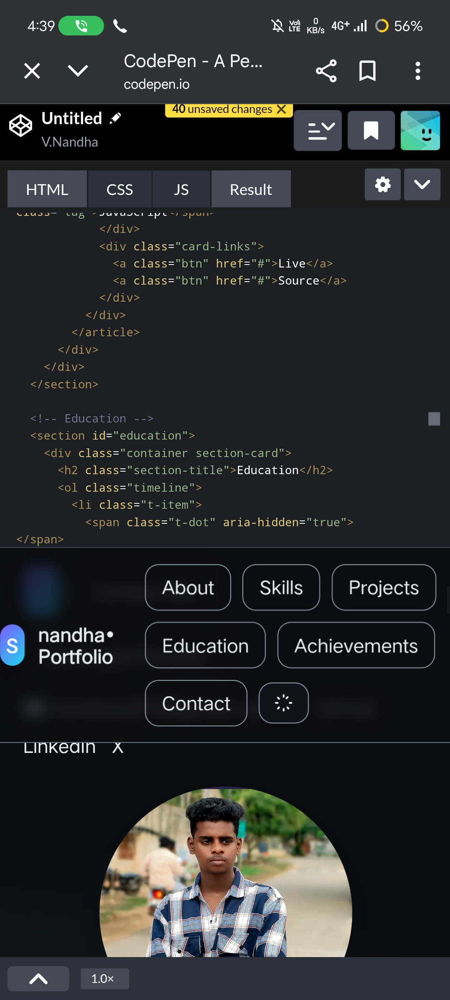 4:39
Vo)) LTE
0 KB/s
4G+
56%
CodePen - A Pe...
codepen.io
40 unsaved changes
Untitled
V.Nandha
HTML CSS JS Result
class="tag">JavaScript</span>
</div>
<div class="card-links">
<a class="btn" href="#">Live</a>
<a class="btn" href="#">Source</a>
</div>
</div>
</article>
</div>
</div>
</section>
<!-- Education -->
<section id="education">
<div class="container section-card">
<h2 class="section-title">Education</h2>
<ol class="timeline">
<li class="t-item">
<span class="t-dot" aria-hidden="true">
</span>
About Skills Projects
S nandha•
Portfolio
Education Achievements
Contact
LinkedIn X
1.0×